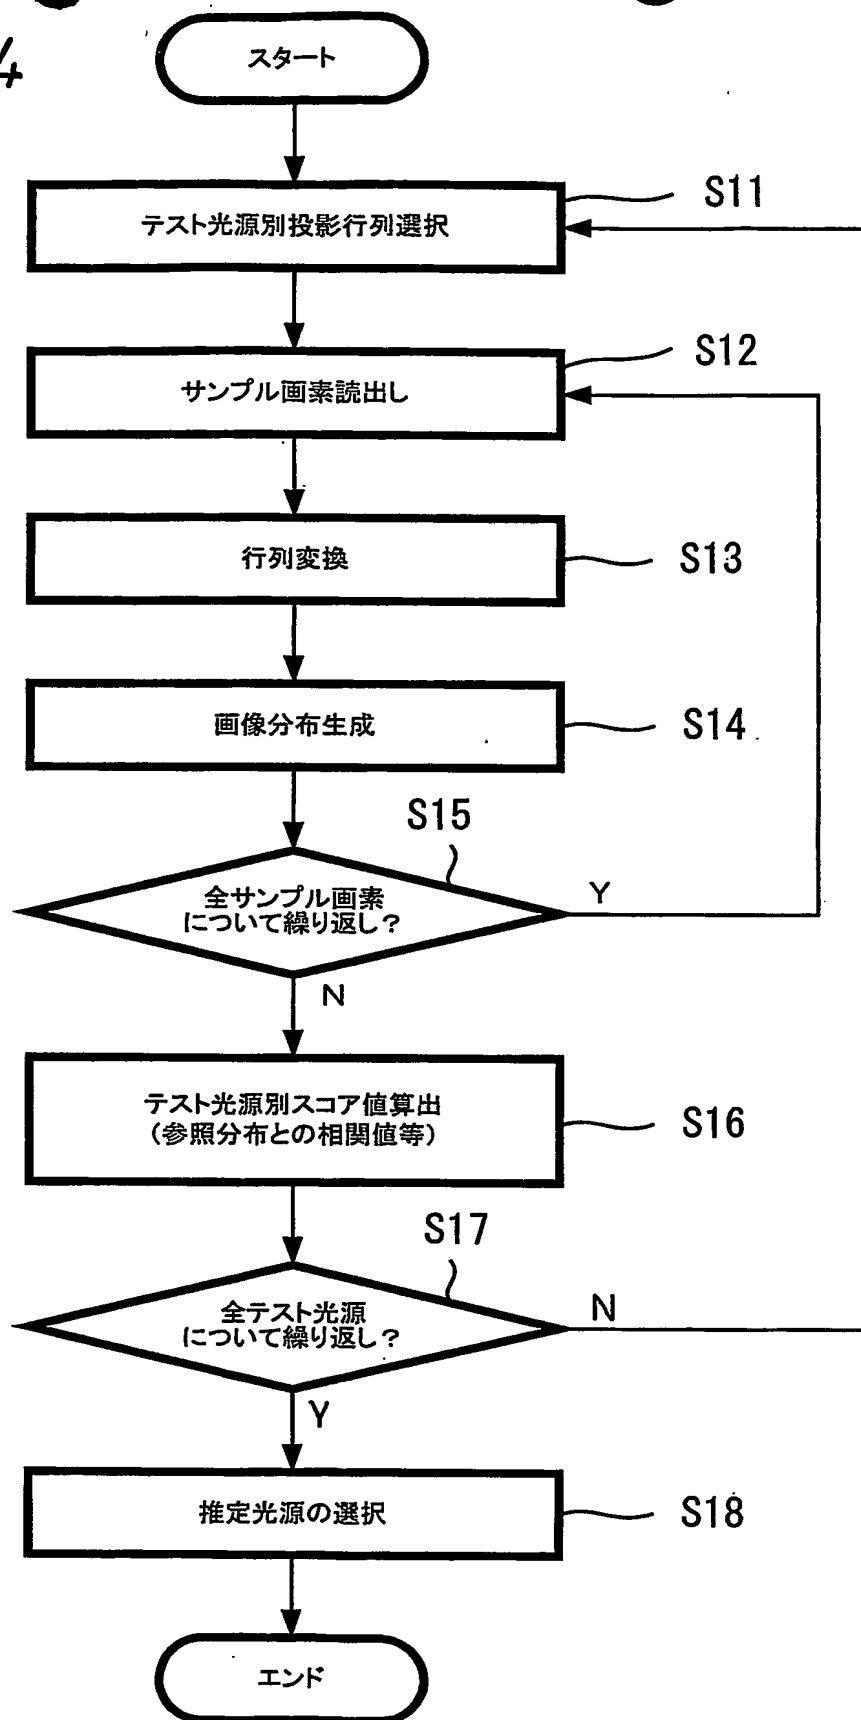 4
スタート
S11
テスト光源別投影行列選択
S12
サンプル画素読出し
S13
行列変換
S14
画像分布生成
S15
全サンプル画素
について繰り返し?
Y
N
テスト光源別スコア値算出
(参照分布との相関値等)
S16
S17
全テスト光源
について繰り返し?
N
Y
推定光源の選択
S18
エンド